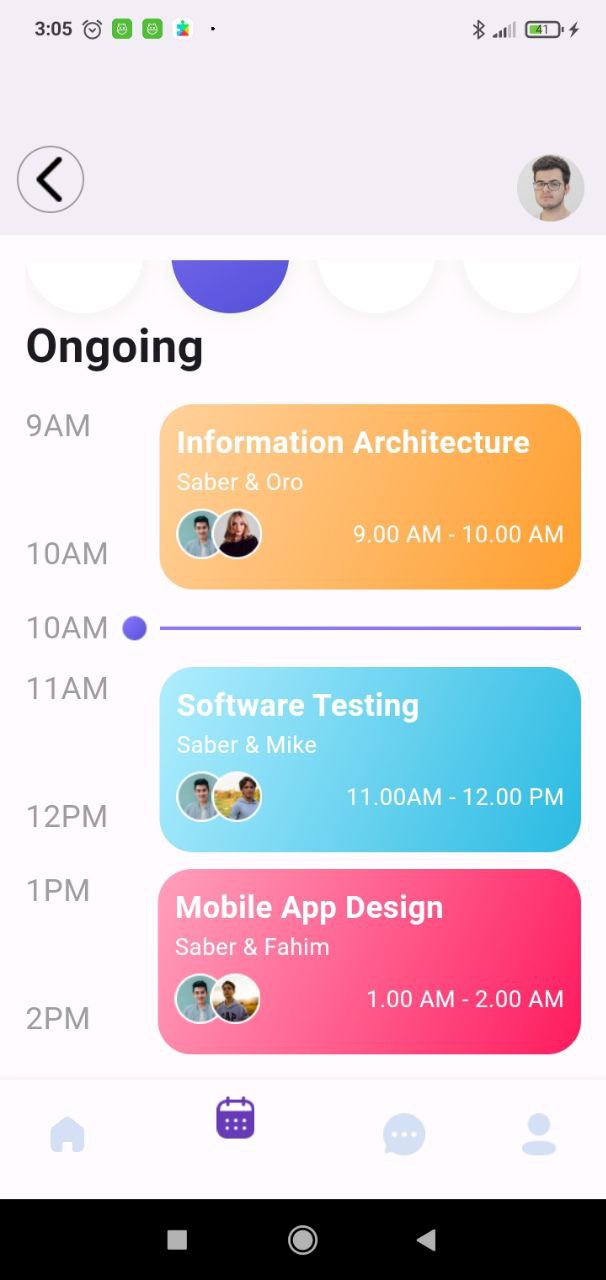 3:05
41
Ongoing
9AM
Information Architecture
Saber & Oro
9.00 AM - 10.00 AM
10AM
10AM
11AM
Software Testing
Saber & Mike
11.00AM - 12.00 PM
12PM
1PM
Mobile App Design
Saber & Fahim
1.00 AM - 2.00 AM
2PM